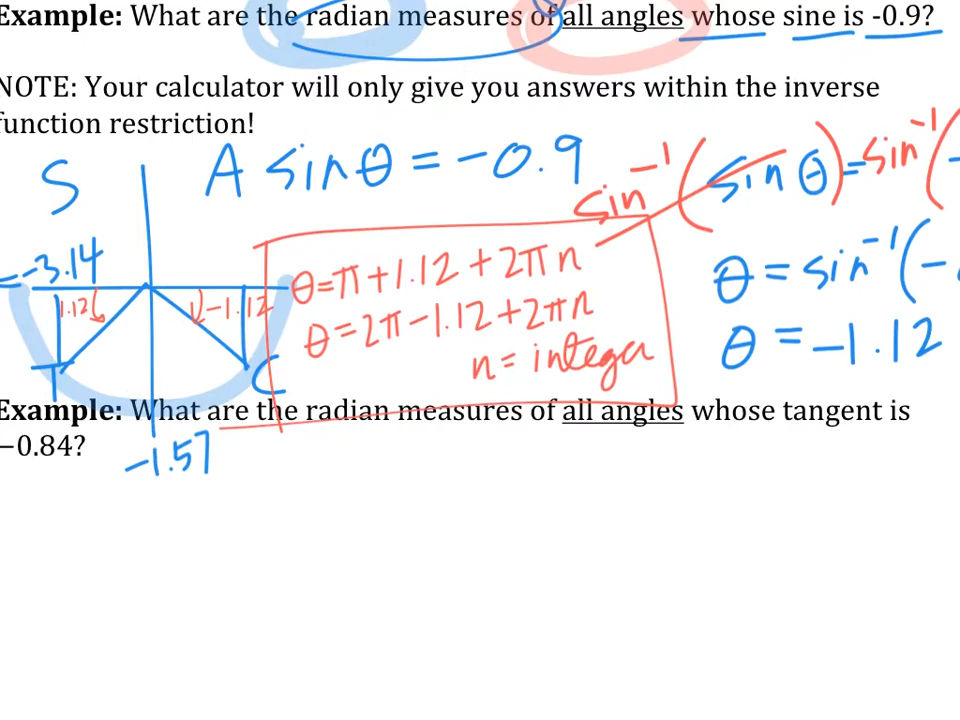 Example: What are the radian measures of all angles whose sine is -0.9?
NOTE: Your calculator will only give you answers within the inverse
function restriction!
S A sinθ = -0.9 sin⁻¹(sinθ)=sin⁻¹(-
-3.14
1.12 -1.12
θ=π+1.12+2πn
θ=2π-1.12+2πn
n= integer
θ = sin⁻¹(-
θ = -1.12
T C
Example: What are the radian measures of all angles whose tangent is
−0.84?
-1.57